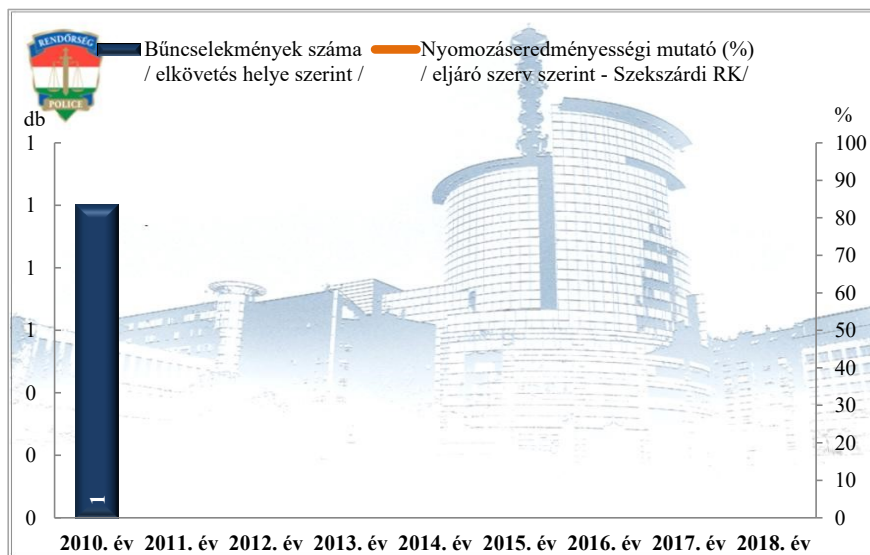 RENDŐRSÉG
POLICE
Bűncselekmények száma
/ elkövetés helye szerint /
Nyomozáseredményességi mutató (%)
/ eljáró szerv szerint - Szekszárdi RK/
db
%
1
1
1
1
0
0
0
100
90
80
70
60
50
40
30
20
10
0
1
2010. év 2011. év 2012. év 2013. év 2014. év 2015. év 2016. év 2017. év 2018. év